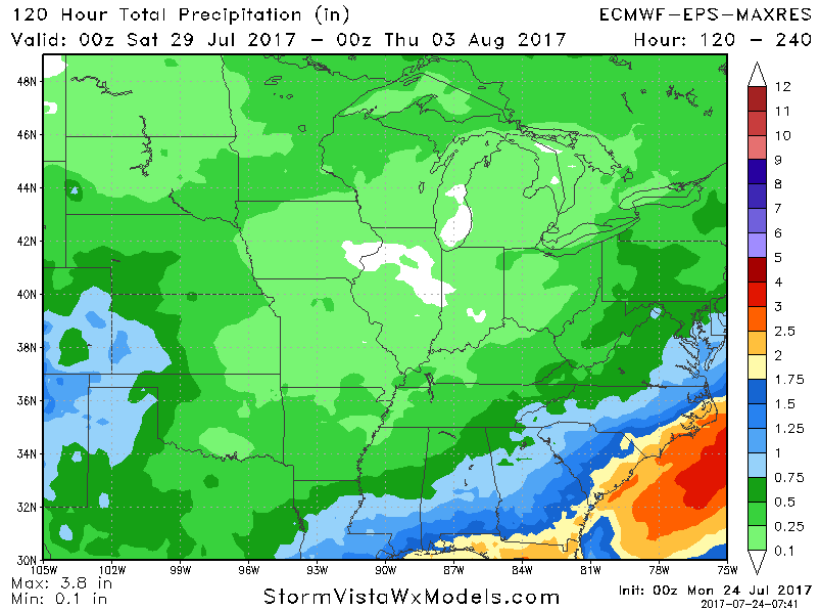 120 Hour Total Precipitation (in) ECMWF-EPS-MAXRES
Valid: 00z Sat 29 Jul 2017 - 00z Thu 03 Aug 2017 Hour: 120 - 240
48N
46N
44N
42N
40N
38N
36N
34N
32N
30N
105W 102W 99W 96W 93W 90W 87W 84W 81W 78W 75W
12
11
10
9
8
7
6
5
4
3
2.5
2
1.75
1.5
1.25
1
0.75
0.5
0.25
0.1
Max: 3.8 in
Min: 0.1 in
StormVistaWxModels.com
Init: 00z Mon 24 Jul 2017
2017-07-24-07:41